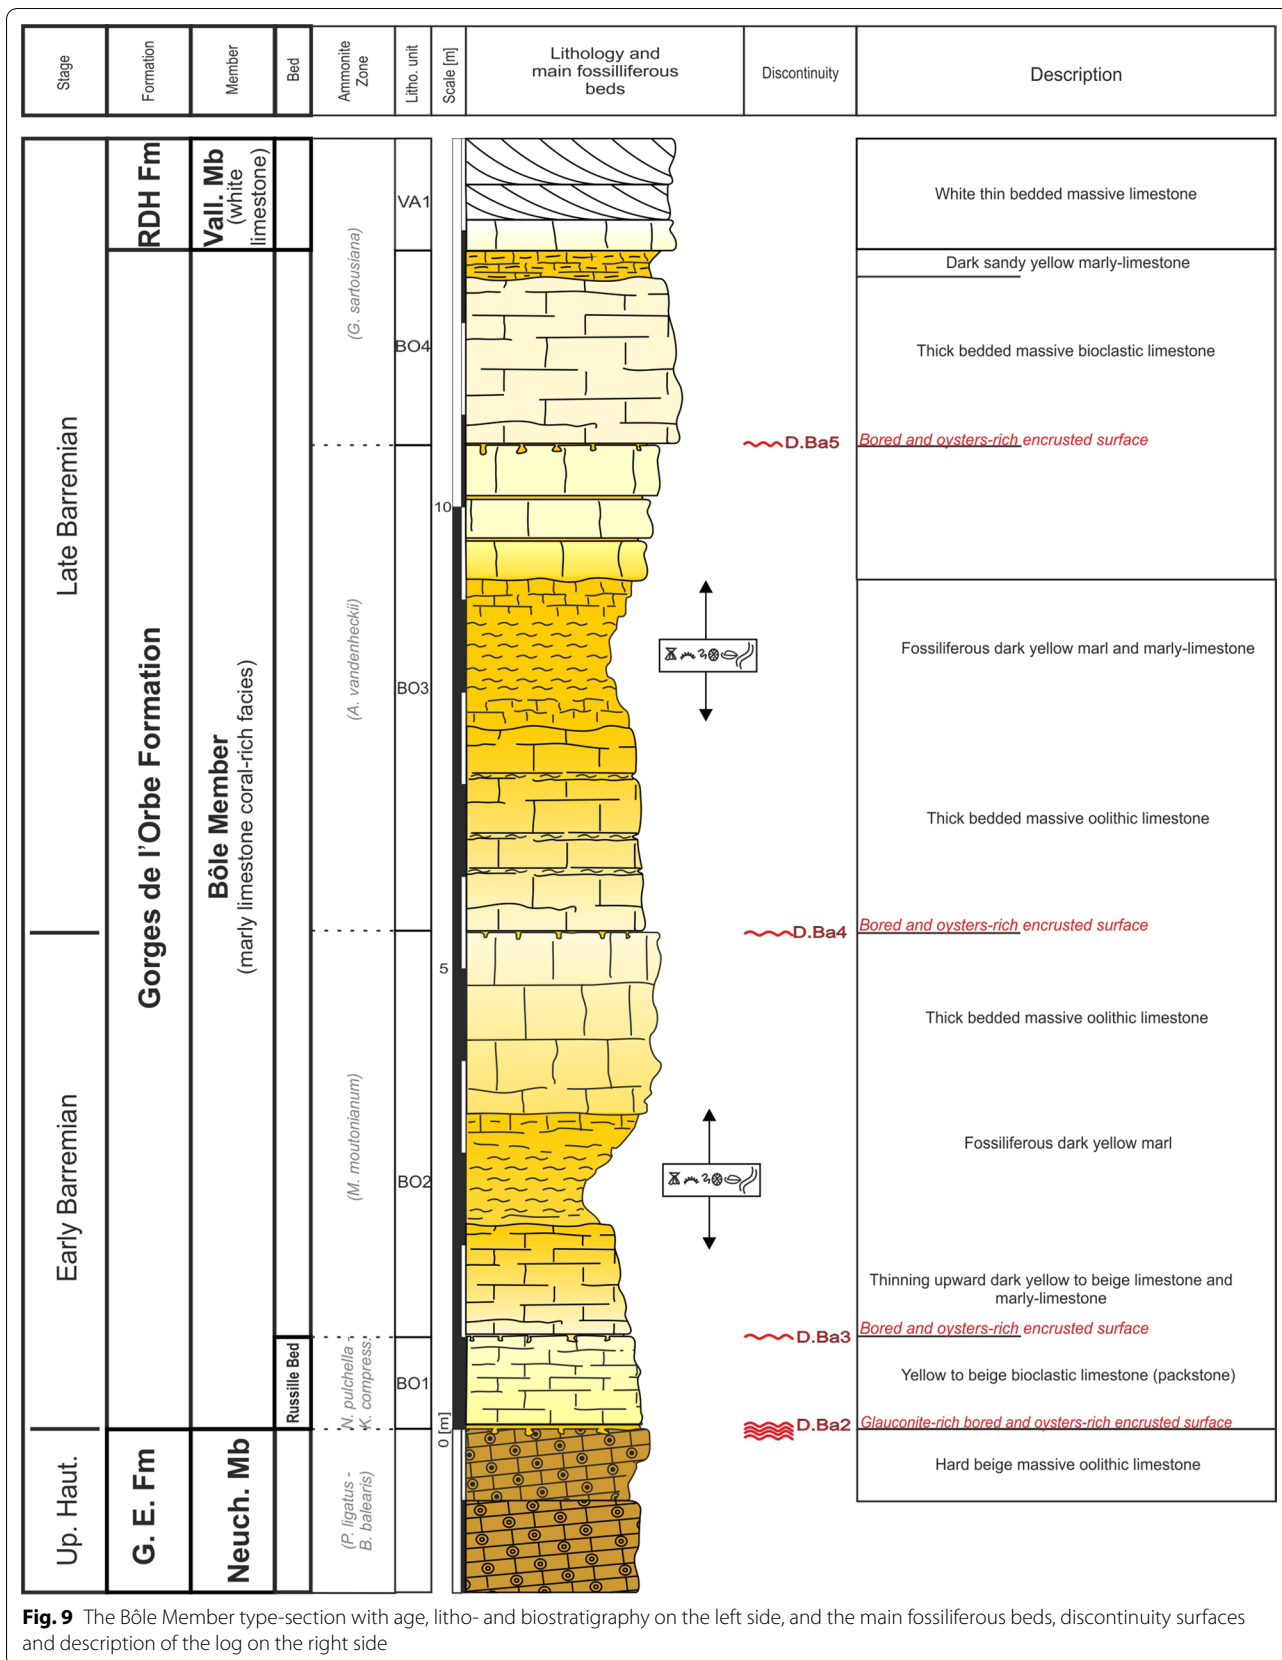 Stage
Formation
Member
Bed
Ammonite
Zone
Litho. unit
Scale [m]
Lithology and
main fossilliferous
beds
Discontinuity
Description
Late Barremian
Early Barremian
Up. Haut.
RDH Fm
Gorges de l'Orbe Formation
G. E. Fm
Vall. Mb
(white
limestone)
Bôle Member
(marly limestone coral-rich facies)
Neuch. Mb
Russille Bed
(G. sartousiana)
(A. vandenheckii)
(M. moutonianum)
N. pulchella -
K. compress.
(P. ligatus -
B. balearis)
VA1
BO4
BO3
BO2
BO1
10
5
0 [m]
D.Ba5
D.Ba4
D.Ba3
D.Ba2
White thin bedded massive limestone
Dark sandy yellow marly-limestone
Thick bedded massive bioclastic limestone
Bored and oysters-rich encrusted surface
Fossiliferous dark yellow marl and marly-limestone
Thick bedded massive oolithic limestone
Bored and oysters-rich encrusted surface
Thick bedded massive oolithic limestone
Fossiliferous dark yellow marl
Thinning upward dark yellow to beige limestone and
marly-limestone
Bored and oysters-rich encrusted surface
Yellow to beige bioclastic limestone (packstone)
Glauconite-rich bored and oysters-rich encrusted surface
Hard beige massive oolithic limestone
Fig. 9 The Bôle Member type-section with age, litho- and biostratigraphy on the left side, and the main fossiliferous beds, discontinuity surfaces
and description of the log on the right side